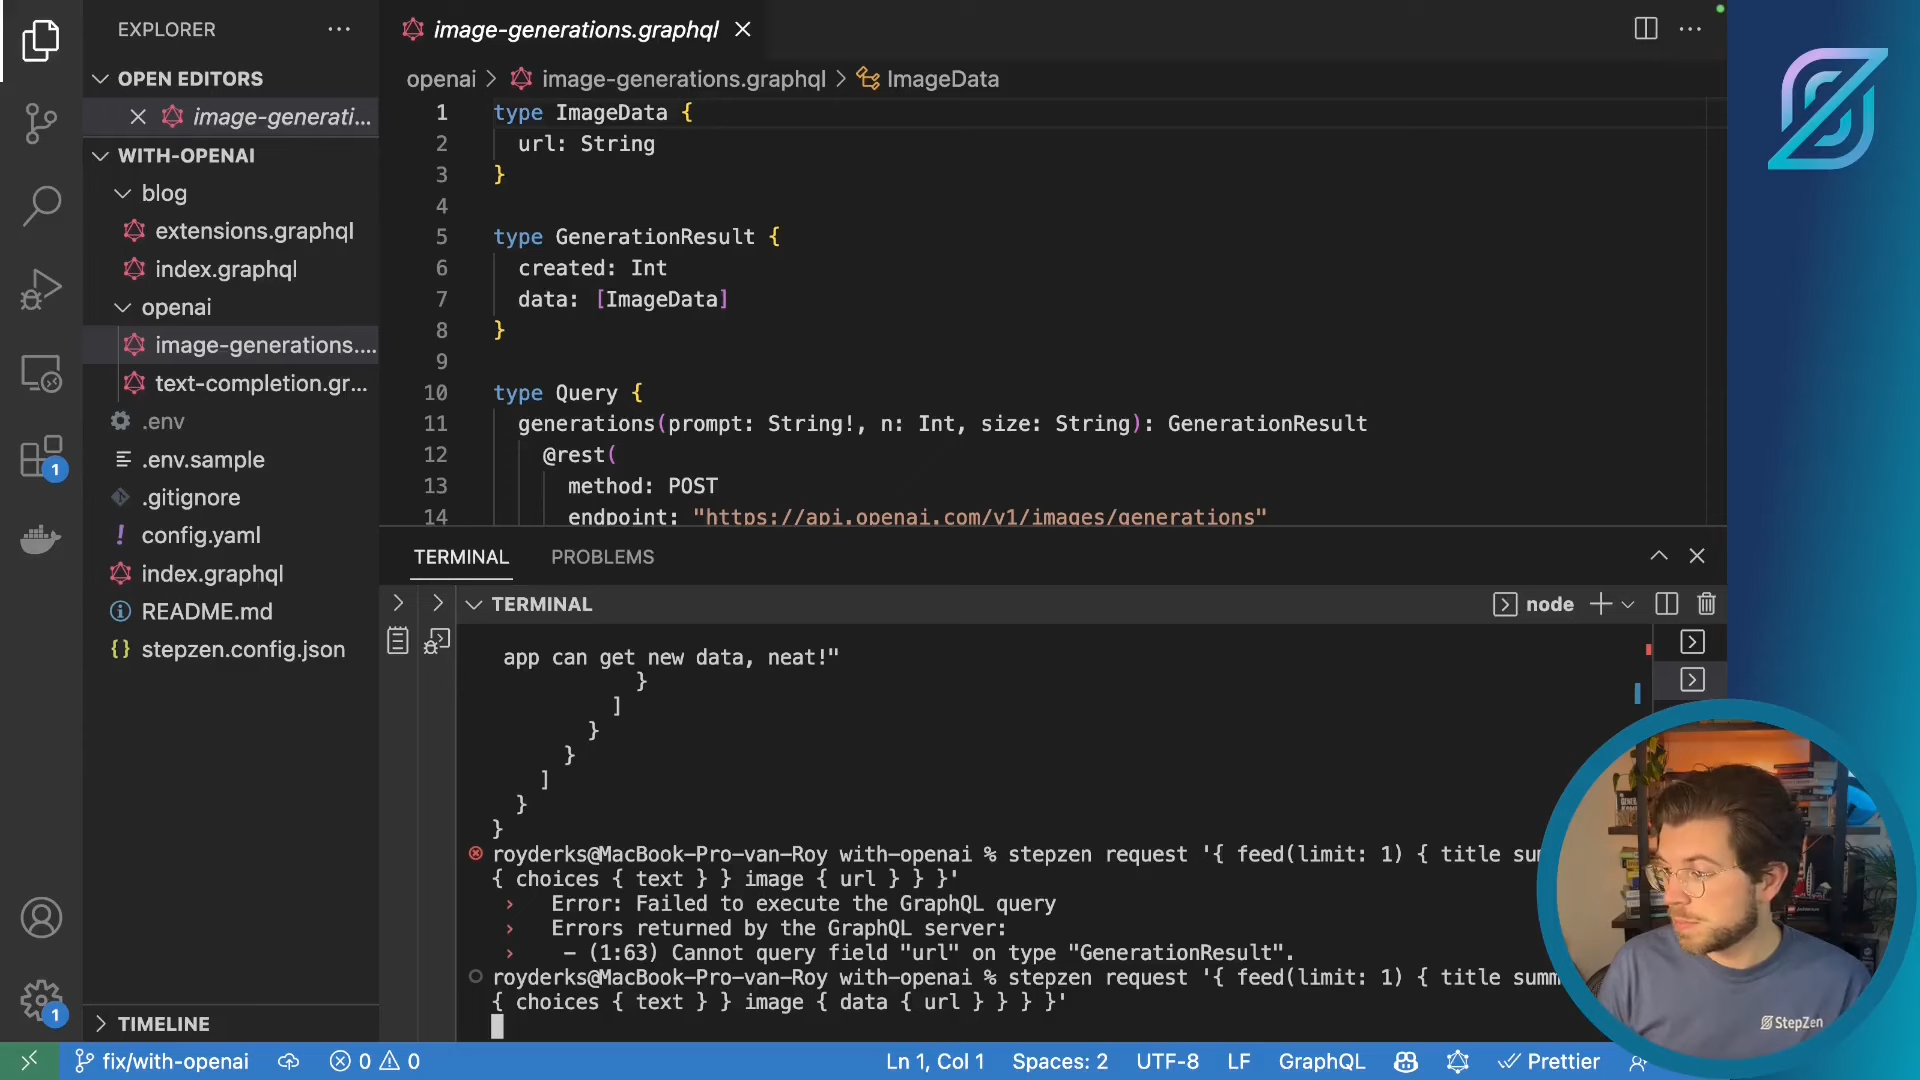 EXPLORER
OPEN EDITORS
image-generati...
WITH-OPENAI
blog
extensions.graphql
index.graphql
openai
image-generations....
text-completion.gr...
.env
.env.sample
.gitignore
config.yaml
index.graphql
README.md
stepzen.config.json
TIMELINE
image-generations.graphql
openai > image-generations.graphql > ImageData
1 type ImageData {
2 url: String
3 }
4
5 type GenerationResult {
6 created: Int
7 data: [ImageData]
8 }
9
10 type Query {
11 generations(prompt: String!, n: Int, size: String): GenerationResult
12 @rest(
13 method: POST
14 endpoint: "https://api.openai.com/v1/images/generations"
TERMINAL PROBLEMS
TERMINAL
node
app can get new data, neat!"
}
]
}
}
]
}
}
royderks@MacBook-Pro-van-Roy with-openai % stepzen request '{ feed(limit: 1) { title sum
{ choices { text } } image { url } } }'
› Error: Failed to execute the GraphQL query
› Errors returned by the GraphQL server:
› – (1:63) Cannot query field "url" on type "GenerationResult".
royderks@MacBook-Pro-van-Roy with-openai % stepzen request '{ feed(limit: 1) { title summ
{ choices { text } } image { data { url } } } }'
StepZen
1
1
fix/with-openai
0
0
Ln 1, Col 1
Spaces: 2
UTF-8
LF
GraphQL
Prettier